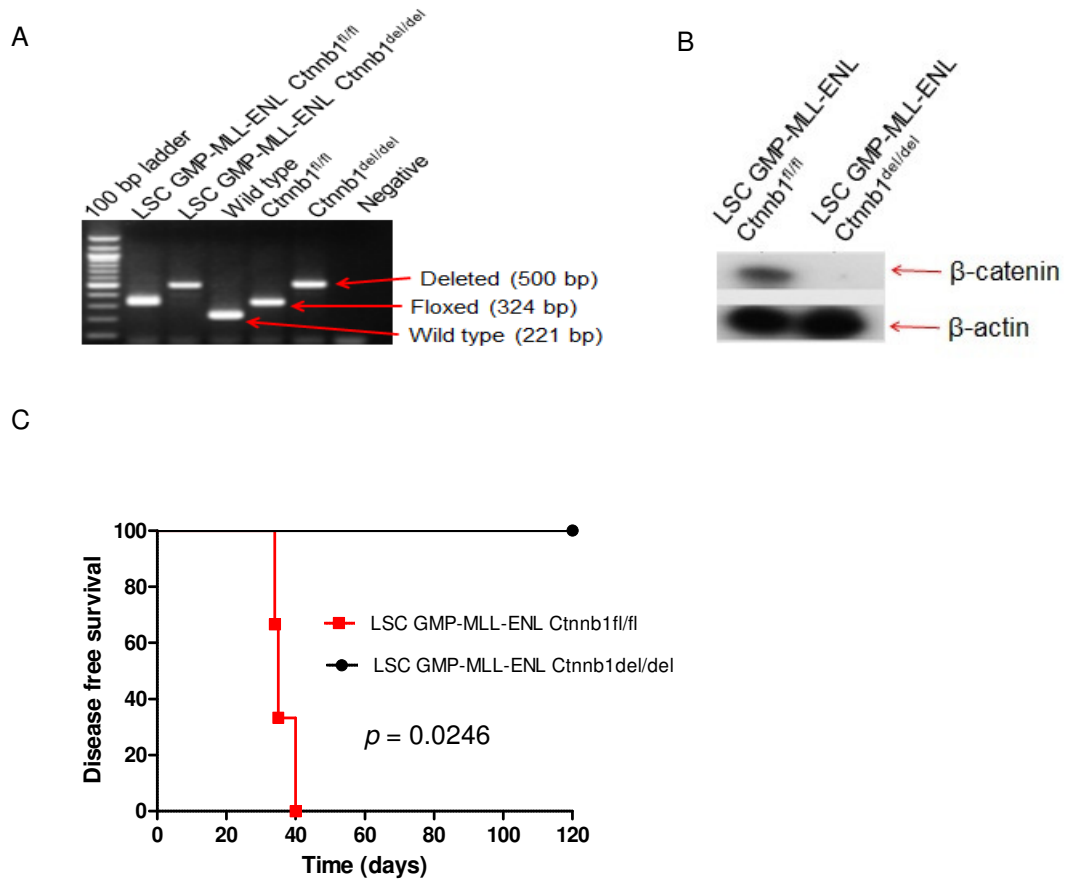 A
100 bp ladder
LSC GMP-MLL-ENL Ctnnb1fl/fl
LSC GMP-MLL-ENL Ctnnb1del/del
Wild type
Ctnnb1fl/fl
Ctnnb1del/del
Negative
Deleted (500 bp)
Floxed (324 bp)
Wild type (221 bp)
B
LSC GMP-MLL-ENL
Ctnnb1fl/fl
LSC GMP-MLL-ENL
Ctnnb1del/del
β-catenin
β-actin
C
Disease free survival
100
80
60
40
20
0
LSC GMP-MLL-ENL Ctnnb1fl/fl
LSC GMP-MLL-ENL Ctnnb1del/del
p = 0.0246
0 20 40 60 80 100 120
Time (days)